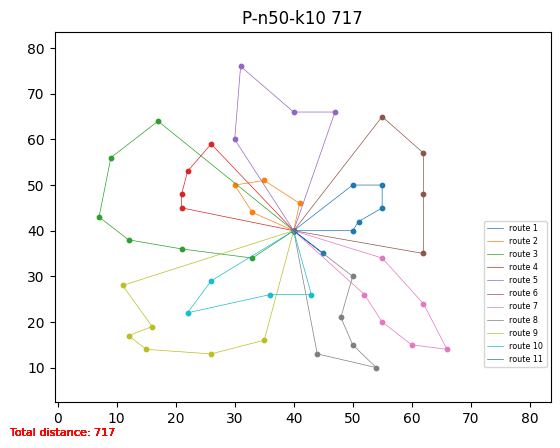 P-n50-k10 717
80
70
60
50
40
30
20
10
0 10 20 30 40 50 60 70 80
route 1
route 2
route 3
route 4
route 5
route 6
route 7
route 8
route 9
route 10
route 11
Total distance: 717